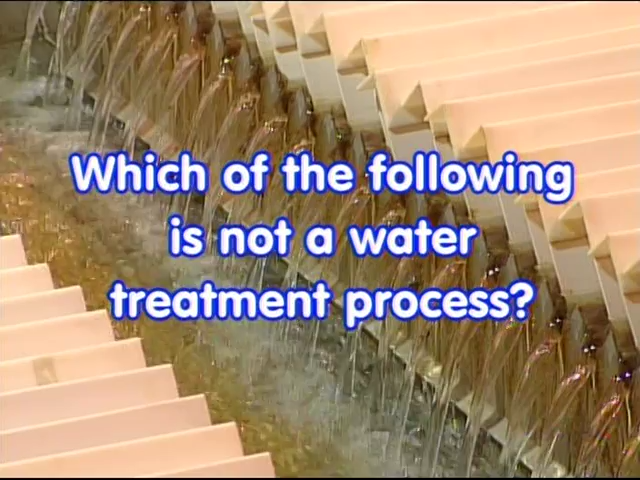 Which of the following
is not a water
treatment process?